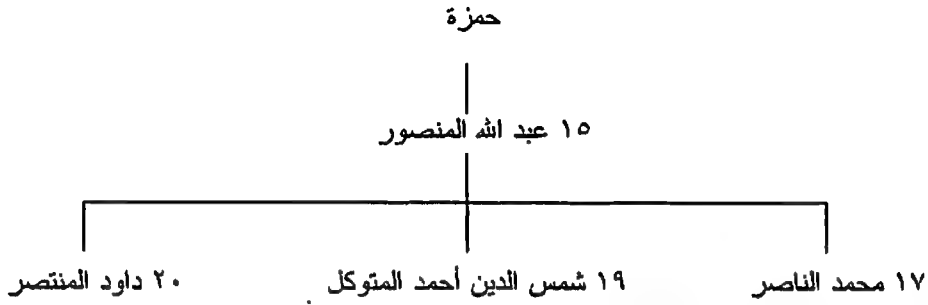 حمزة
١٥ عبد الله المنصور
١٧ محمد الناصر
١٩ شمس الدين أحمد المتوكل
٢٠ داود المنتصر